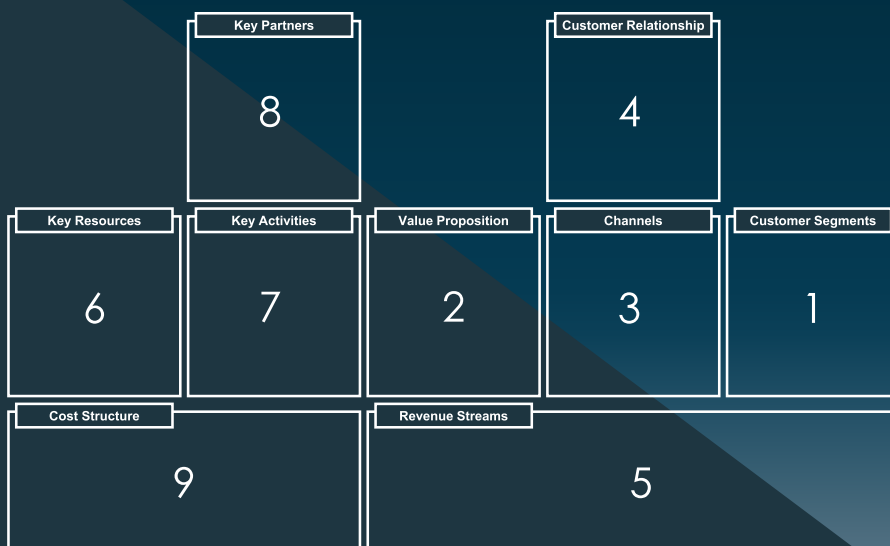 Key Partners
8
Customer Relationship
4
Key Resources
6
Key Activities
7
Value Proposition
2
Channels
3
Customer Segments
1
Cost Structure
9
Revenue Streams
5